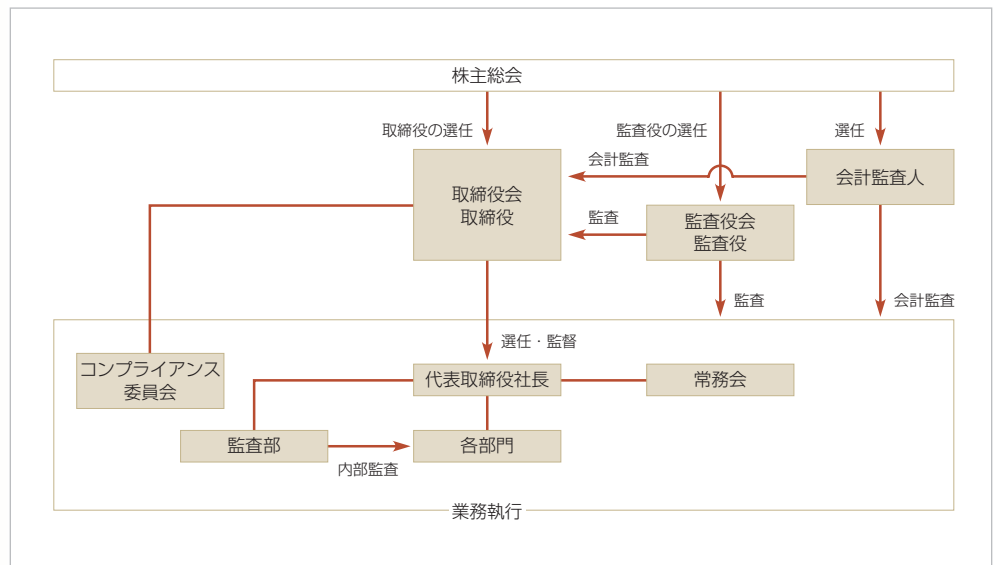 株主総会
取締役の選任
監査役の選任
選任
会計監査
会計監査人
取締役会
取締役
監査
監査役会
監査役
監査
会計監査
選任・監督
コンプライアンス
委員会
代表取締役社長
常務会
監査部
各部門
内部監査
業務執行